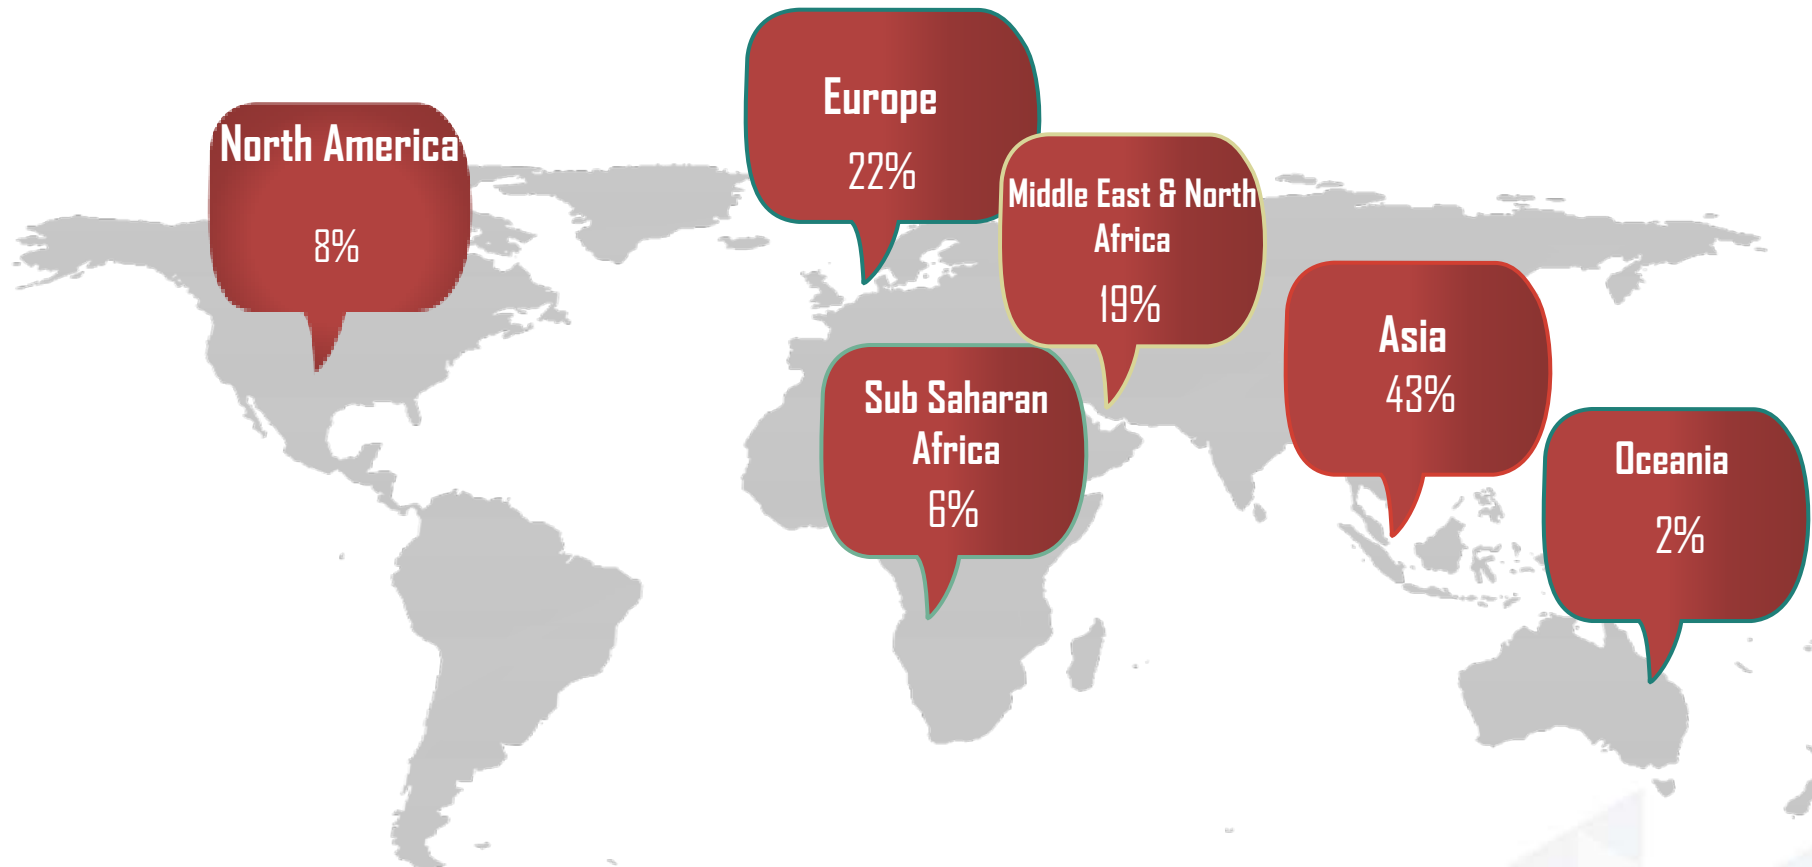 North America
8%
Europe
22%
Middle East & North
Africa
19%
Sub Saharan
Africa
6%
Asia
43%
Oceania
2%